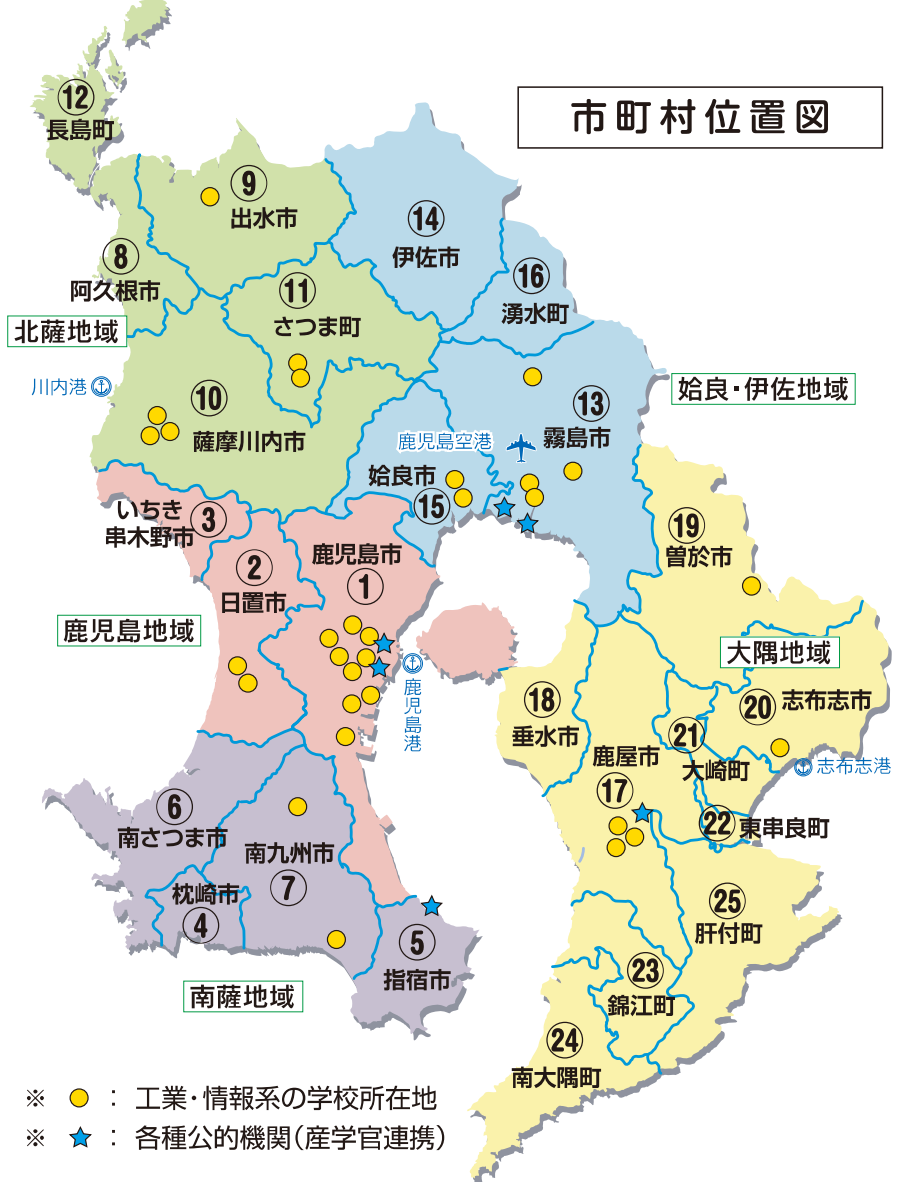 市町村位置図
⑫
長島町
⑨
出水市
⑭
伊佐市
⑧
阿久根市
⑪
さつま町
⑯
湧水町
北薩地域
川内港
⑩
薩摩川内市
姶良・伊佐地域
⑬
霧島市
鹿児島空港
姶良市
⑮
いちき
串木野市
③
⑲
曽於市
②
日置市
鹿児島市
①
鹿児島地域
鹿児島港
大隅地域
⑱
垂水市
⑳
志布志市
㉑
大崎町
鹿屋市
⑰
志布志港
㉒
東串良町
⑥
南さつま市
南九州市
⑦
枕崎市
④
⑤
指宿市
南薩地域
㉕
肝付町
㉓
錦江町
㉔
南大隅町
※ : 工業・情報系の学校所在地
※ : 各種公的機関(産学官連携)